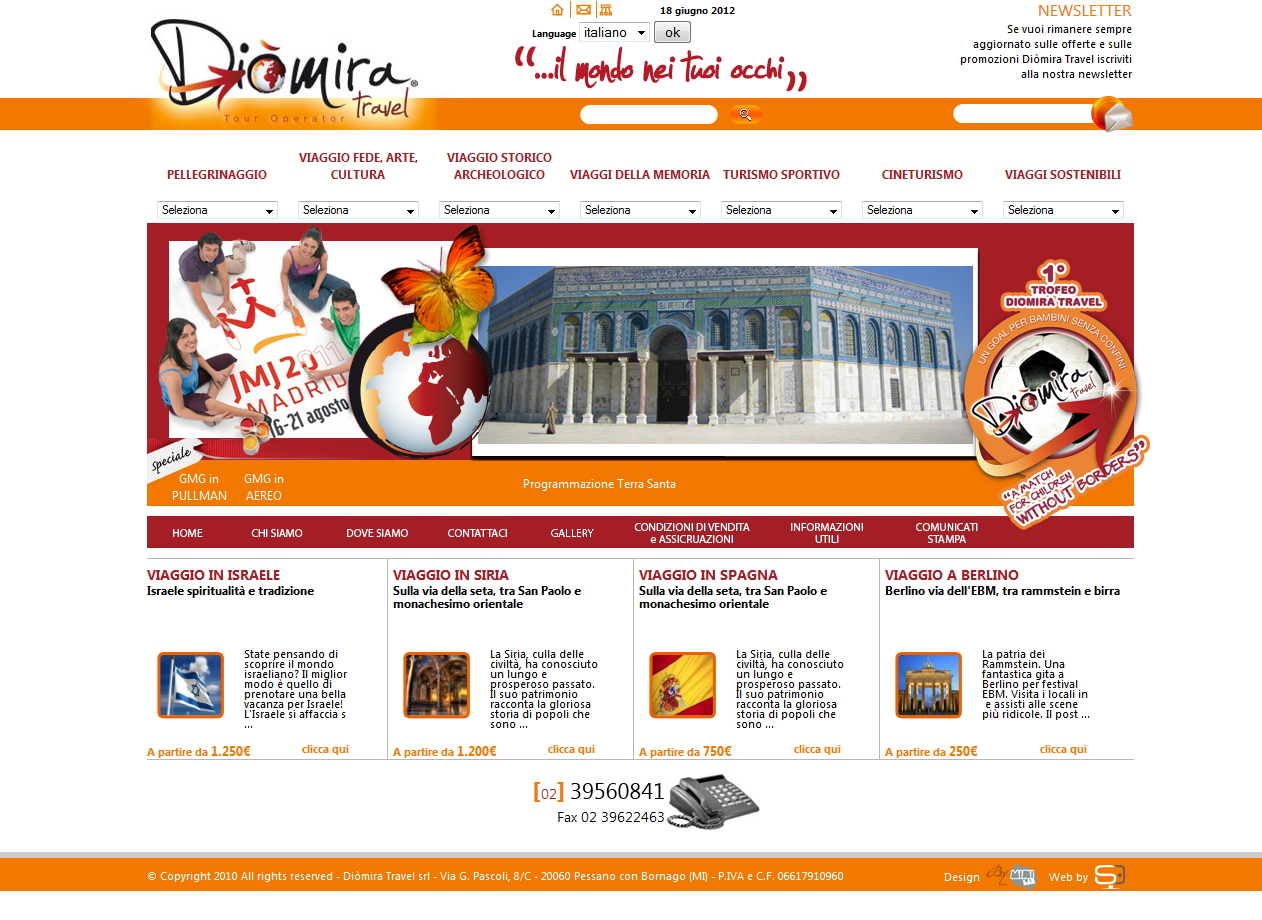 18 giugno 2012
Language italiano ok
“...il mondo nei tuoi occhi„
NEWSLETTER
Se vuoi rimanere sempre
aggiornato sulle offerte e sulle
promozioni Diòmira Travel iscriviti
alla nostra newsletter
Diòmira®
travel
Tour Operator
PELLEGRINAGGIO
VIAGGIO FEDE, ARTE,
CULTURA
VIAGGIO STORICO
ARCHEOLOGICO
VIAGGI DELLA MEMORIA
TURISMO SPORTIVO
CINETURISMO
VIAGGI SOSTENIBILI
Seleziona Seleziona Seleziona Seleziona Seleziona Seleziona Seleziona
JMJ2011
MADRID
16-21 agosto
Speciale
GMG in
PULLMAN
GMG in
AEREO
Programmazione Terra Santa
1°
TROFEO
DIOMIRA TRAVEL
UN GOAL PER BAMBINI SENZA CONFINI
Diòmira
travel
“A MATCH
FOR CHILDREN
WITHOUT BORDERS”
HOME
CHI SIAMO
DOVE SIAMO
CONTATTACI
GALLERY
CONDIZIONI DI VENDITA
e ASSICRUAZIONI
INFORMAZIONI
UTILI
COMUNICATI
STAMPA
VIAGGIO IN ISRAELE
Israele spiritualità e tradizione
State pensando di
scoprire il mondo
israeliano? Il miglior
modo è quello di
prenotare una bella
vacanza per Israele!
L'Israele si affaccia s
...
A partire da 1.250€ clicca qui
VIAGGIO IN SIRIA
Sulla via della seta, tra San Paolo e
monachesimo orientale
La Siria, culla delle
civiltà, ha conosciuto
un lungo e
prosperoso passato.
Il suo patrimonio
racconta la gloriosa
storia di popoli che
sono ...
A partire da 1.200€ clicca qui
VIAGGIO IN SPAGNA
Sulla via della seta, tra San Paolo e
monachesimo orientale
La Siria, culla delle
civiltà, ha conosciuto
un lungo e
prosperoso passato.
Il suo patrimonio
racconta la gloriosa
storia di popoli che
sono ...
A partire da 750€ clicca qui
VIAGGIO A BERLINO
Berlino via dell'EBM, tra rammstein e birra
La patria dei
Rammstein. Una
fantastica gita a
Berlino per festival
EBM. Visita i locali in
e assisti alle scene
più ridicole. Il post ...
A partire da 250€ clicca qui
[02] 39560841
Fax 02 39622463
© Copyright 2010 All rights reserved - Diòmira Travel srl - Via G. Pascoli, 8/C - 20060 Pessano con Bornago (MI) - P.IVA e C.F. 06617910960
Design By
Web by